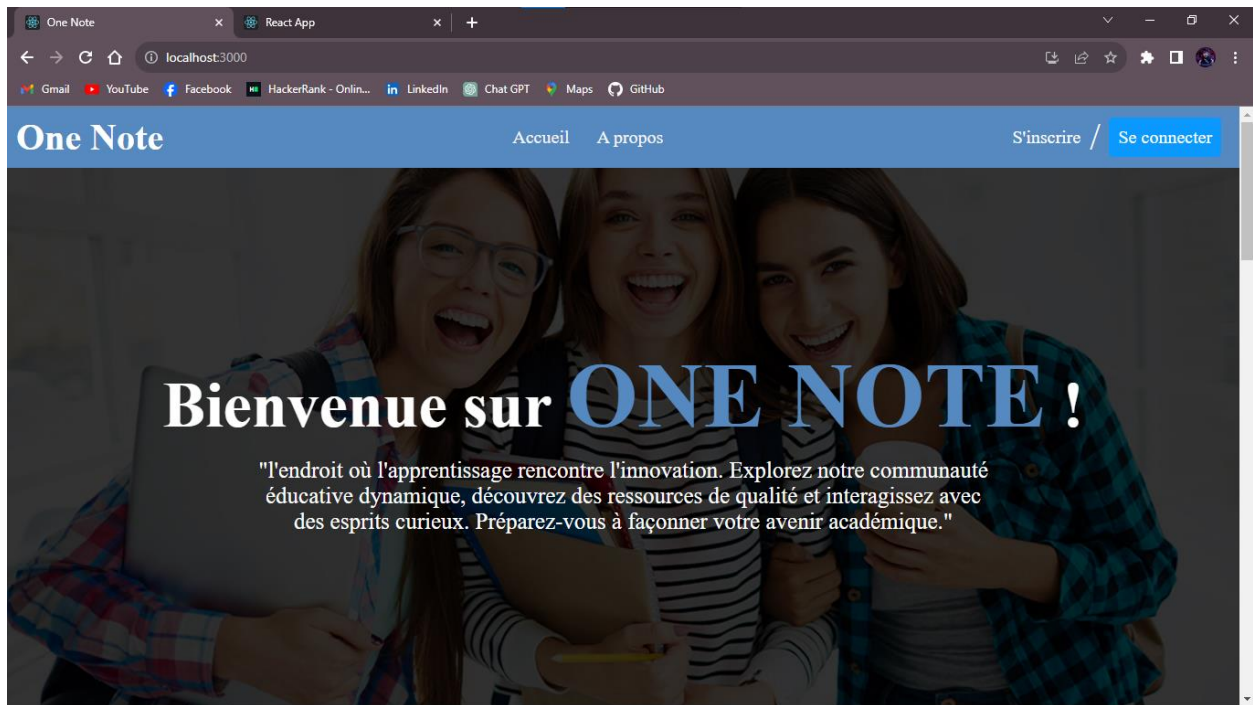 One Note
React App
localhost:3000
Gmail YouTube Facebook HackerRank - Onlin... LinkedIn Chat GPT Maps GitHub
One Note Accueil A propos S'inscrire / Se connecter
Bienvenue sur ONE NOTE !
"l'endroit où l'apprentissage rencontre l'innovation. Explorez notre communauté
éducative dynamique, découvrez des ressources de qualité et interagissez avec
des esprits curieux. Préparez-vous à façonner votre avenir académique."